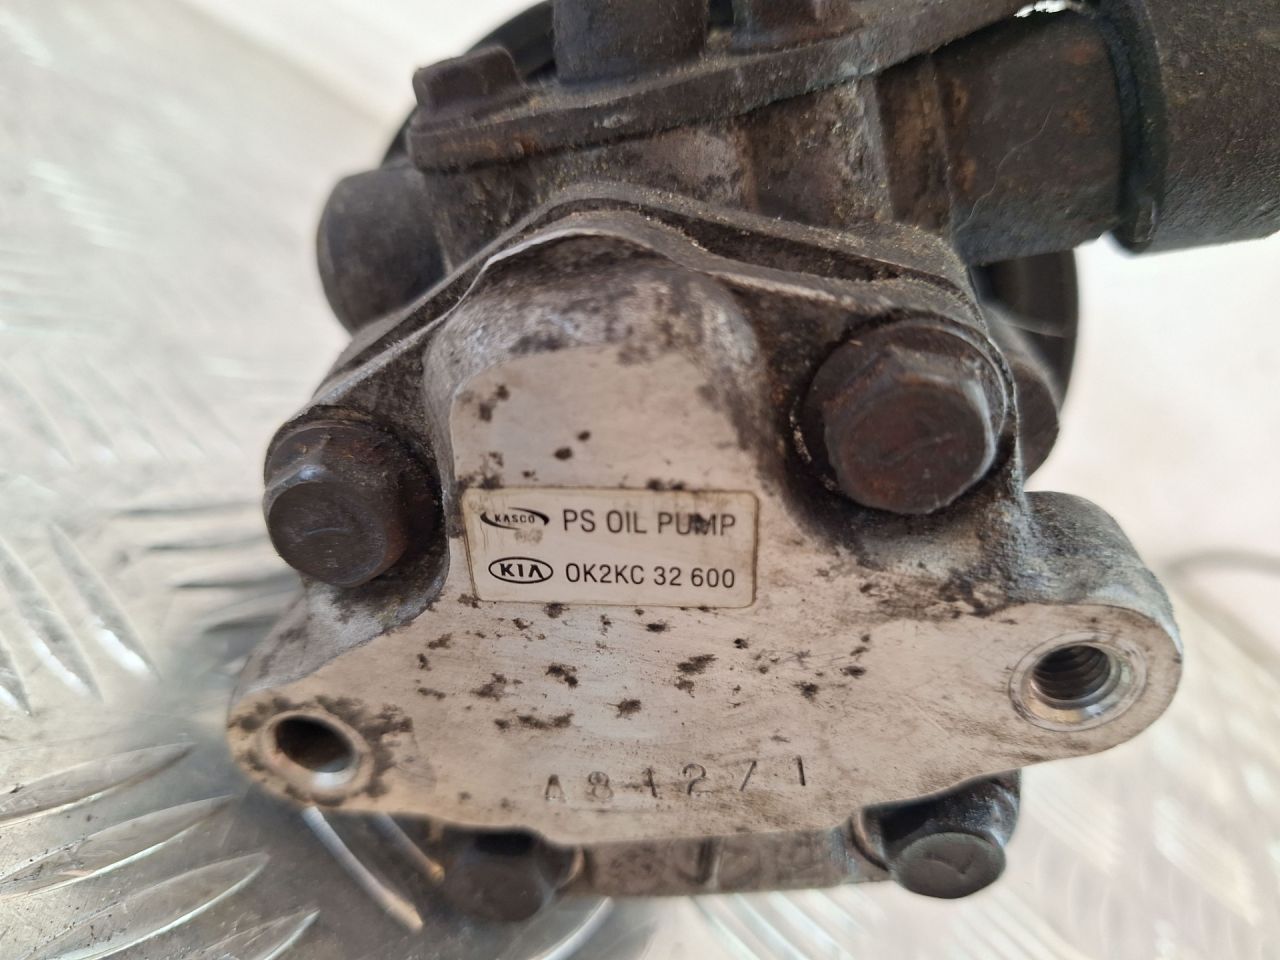 KASCO PS OIL PUMP
KIA 0K2KC 32 600
A81271